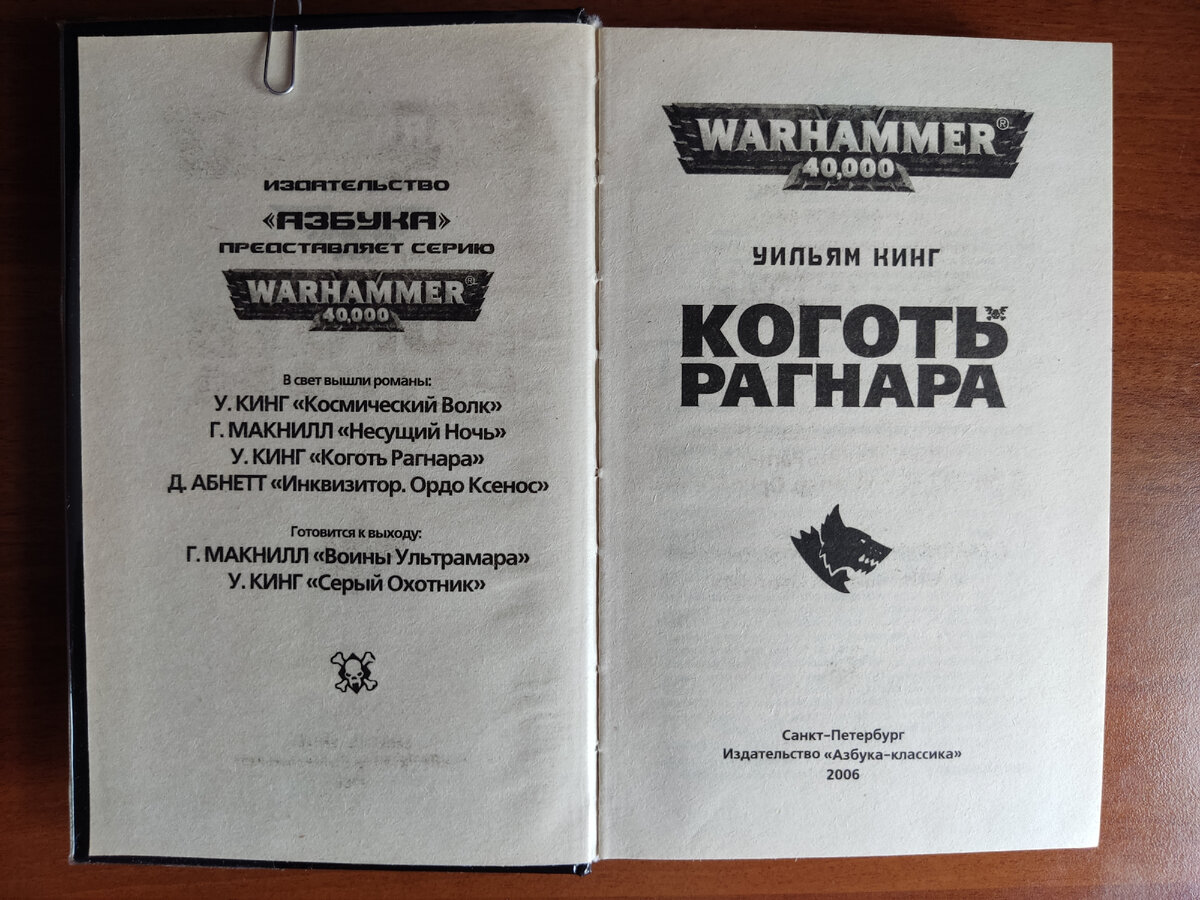 ИЗДАТЕЛЬСТВО
«АЗБУКА»
ПРЕДСТАВЛЯЕТ СЕРИЮ
WARHAMMER®
40,000
В свет вышли романы:
У. КИНГ «Космический Волк»
Г. МАКНИЛЛ «Несущий Ночь»
У. КИНГ «Коготь Рагнара»
Д. АБНЕТТ «Инквизитор. Ордо Ксенос»
Готовится к выходу:
Г. МАКНИЛЛ «Воины Ультрамара»
У. КИНГ «Серый Охотник»
WARHAMMER®
40,000
УИЛЬЯМ КИНГ
КОГОТЬ
РАГНАРА
Санкт-Петербург
Издательство «Азбука-классика»
2006